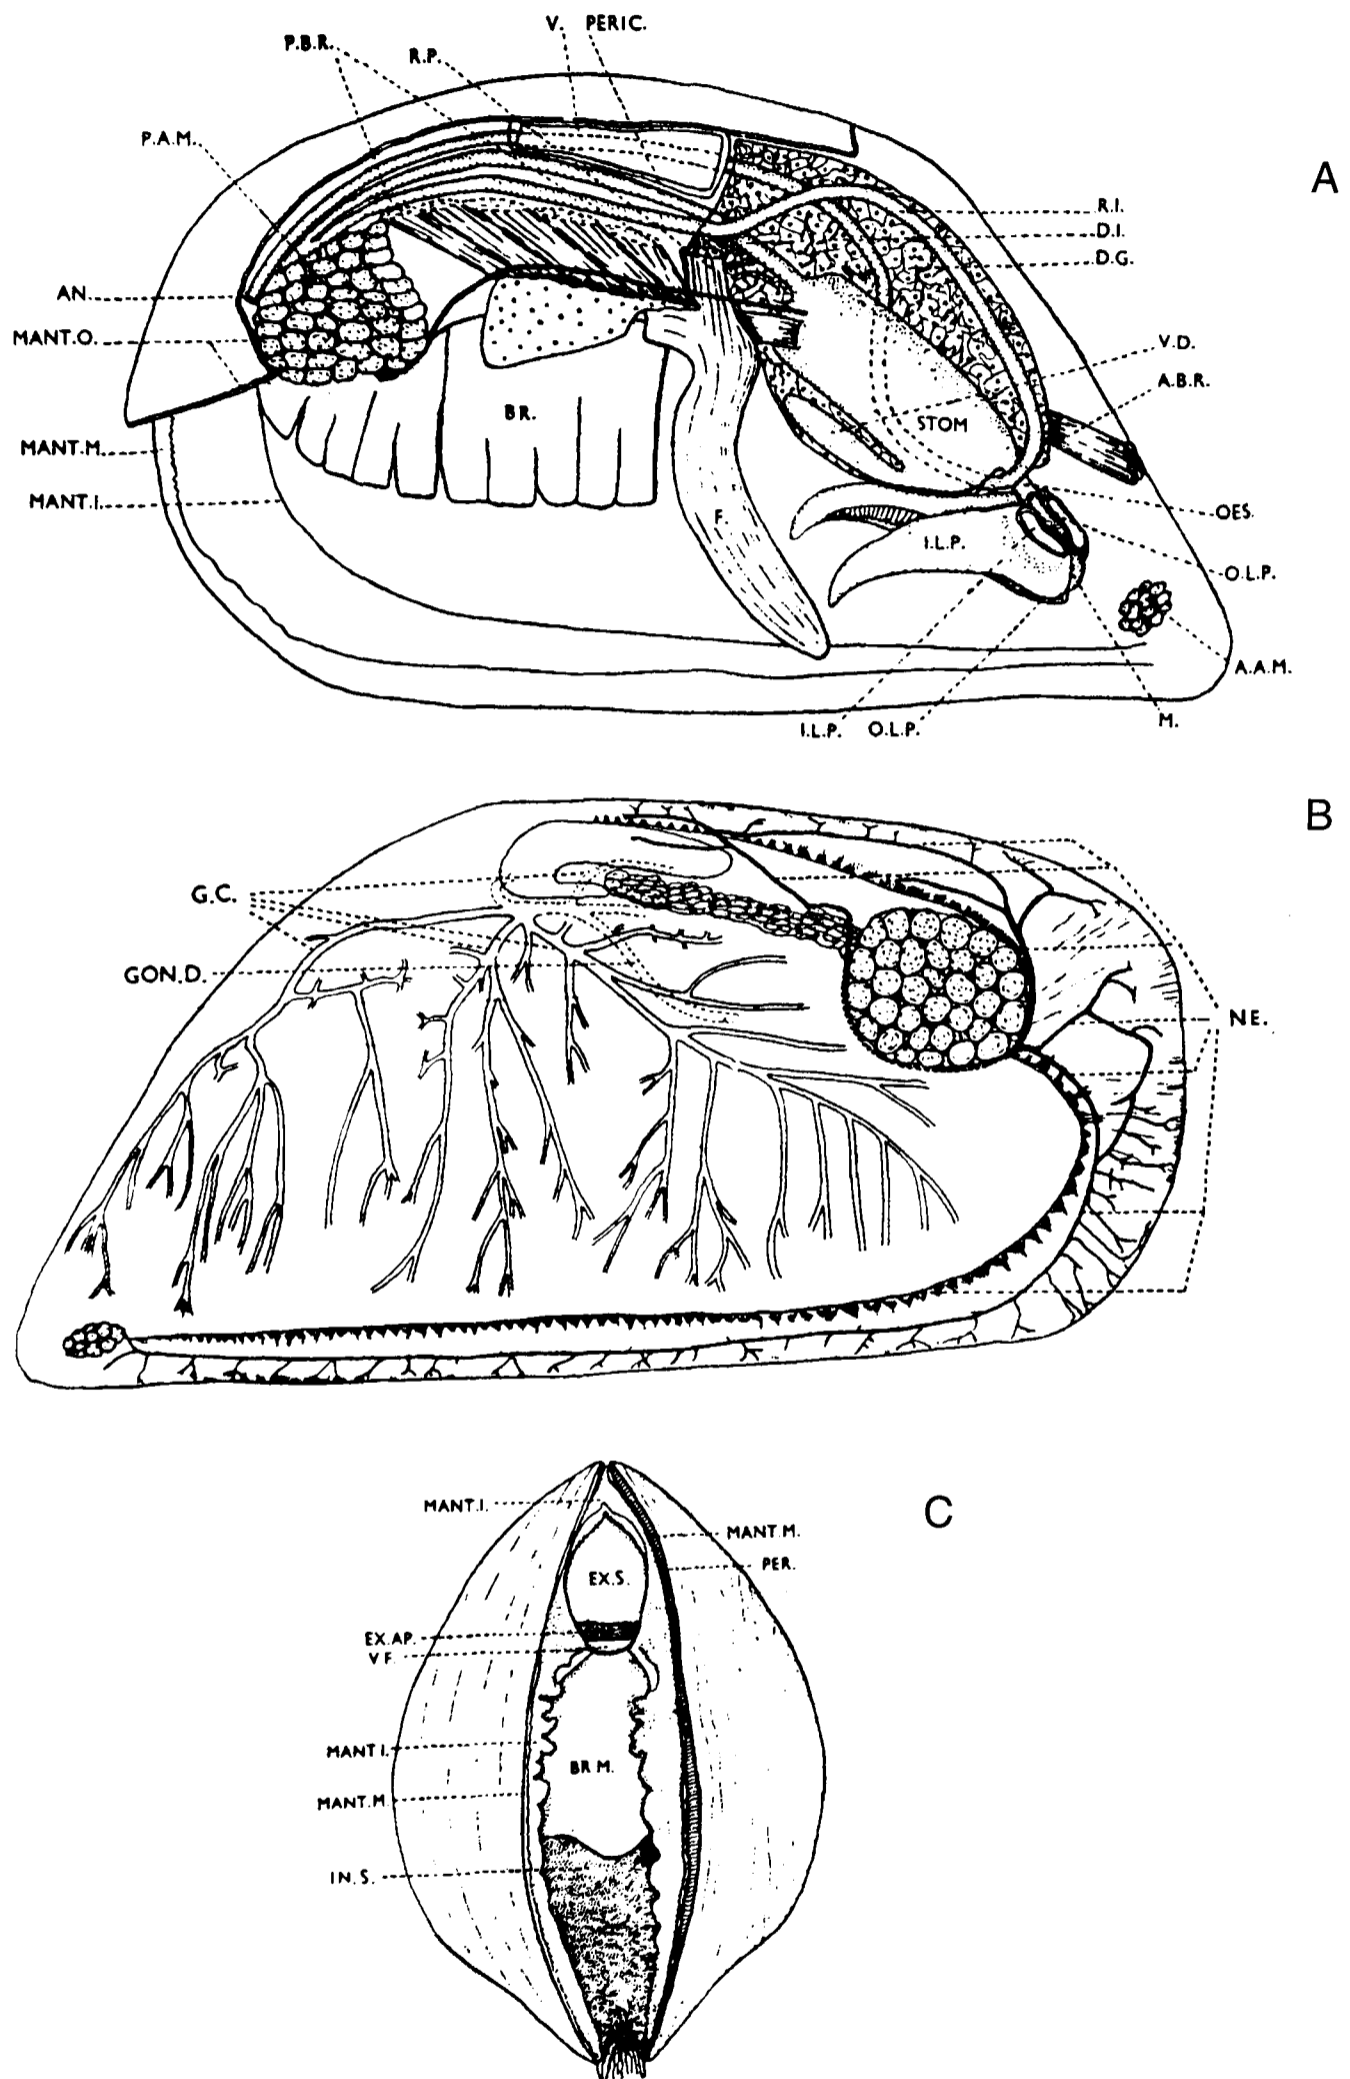 V. PERIC.
P.B.R.
R.P.
P.A.M.
A
R.I.
D.I.
D.G.
AN.
MANT.O.
V.D.
A.B.R.
STOM
BR.
MANT.M.
MANT.I.
F.
OES.
I.L.P.
O.L.P.
A.A.M.
I.L.P. O.L.P.
M.
B
G.C.
GON.D.
NE.
C
MANT.I.
MANT.M.
PER.
EX.S.
EX.AP.
V.F.
MANT I.
BR M.
MANT.M.
IN.S.